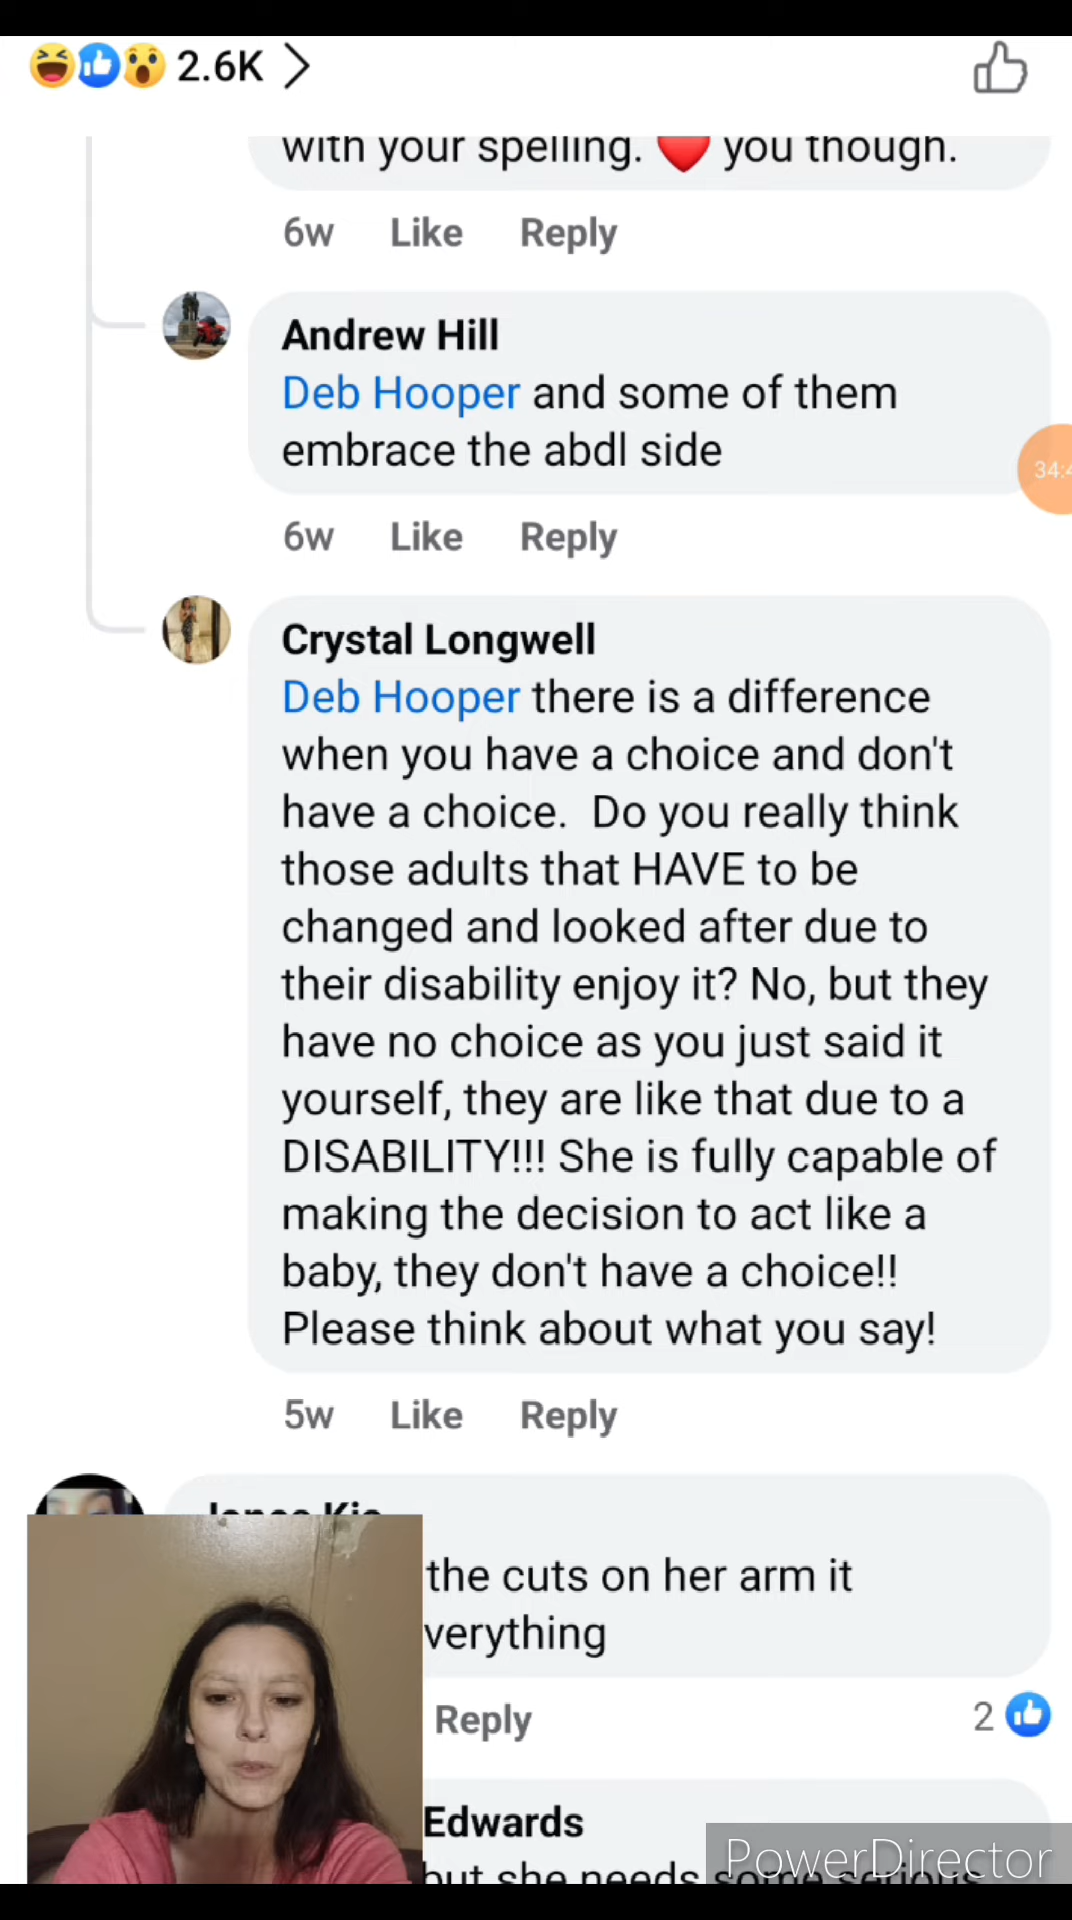 2.6K
with your spelling. ❤️ you though.
6w Like Reply
Andrew Hill
Deb Hooper and some of them
embrace the abdl side
34:4
6w Like Reply
Crystal Longwell
Deb Hooper there is a difference
when you have a choice and don't
have a choice.  Do you really think
those adults that HAVE to be
changed and looked after due to
their disability enjoy it? No, but they
have no choice as you just said it
yourself, they are like that due to a
DISABILITY!!! She is fully capable of
making the decision to act like a
baby, they don't have a choice!!
Please think about what you say!
5w Like Reply
the cuts on her arm it
verything
Reply 2
Edwards
but she needs some serious
PowerDirector